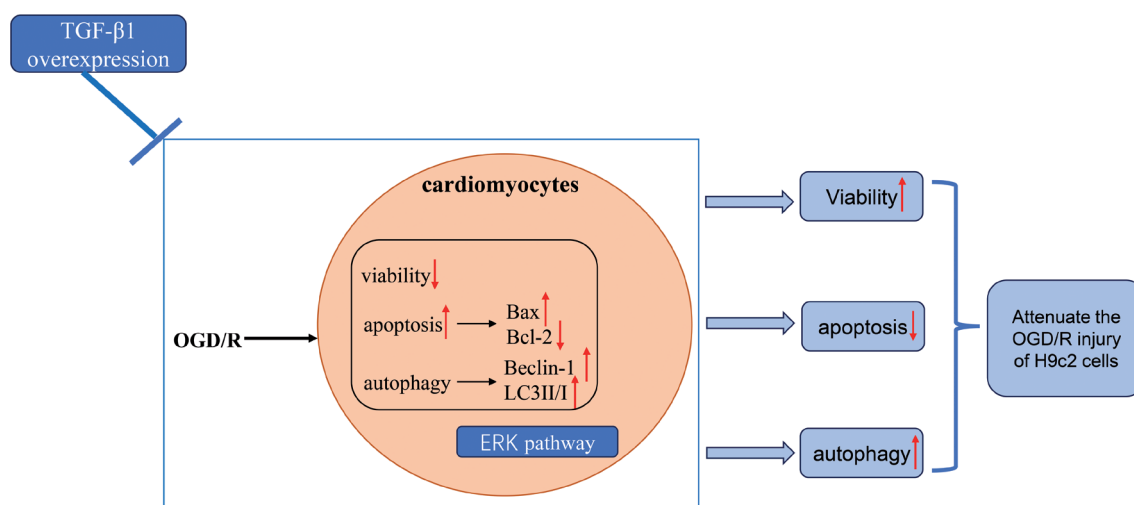 TGF-β1
overexpression
cardiomyocytes
viability
apoptosis
Bax
Bcl-2
autophagy
Beclin-1
LC3II/I
OGD/R
ERK pathway
Viability
apoptosis
autophagy
Attenuate the
OGD/R injury
of H9c2 cells